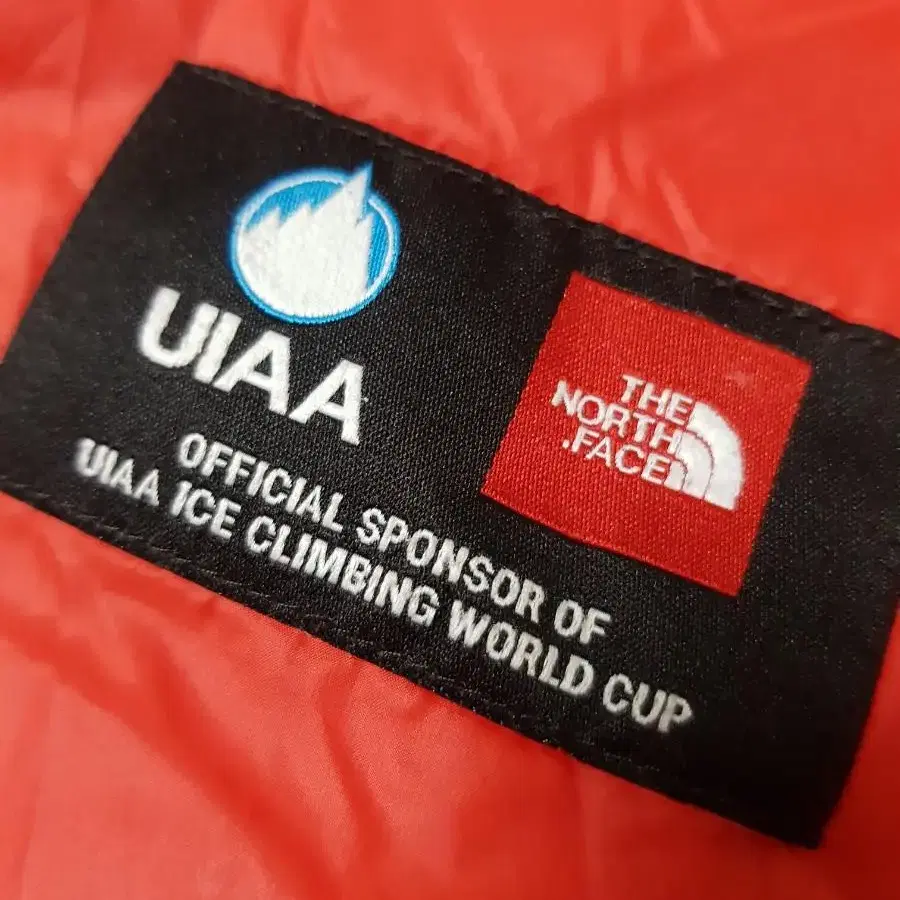 UIAA
OFFICIAL SPONSOR OF
UIAA ICE CLIMBING WORLD CUP
THE
NORTH
FACE